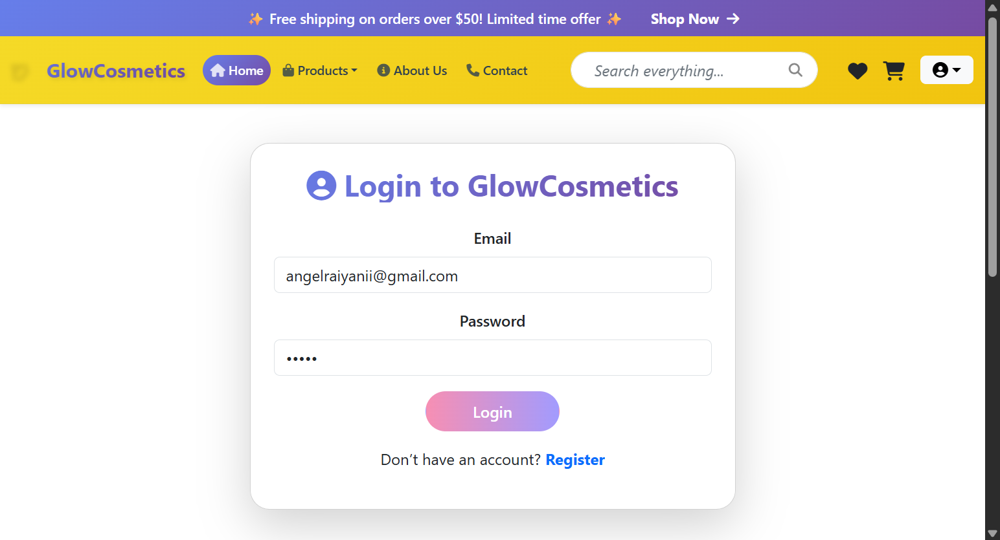 ✨ Free shipping on orders over $50! Limited time offer ✨ Shop Now →
GlowCosmetics Home Products About Us Contact Search everything...
Login to GlowCosmetics
Email
angelraiyanii@gmail.com
Password
•••••
Login
Don’t have an account? Register